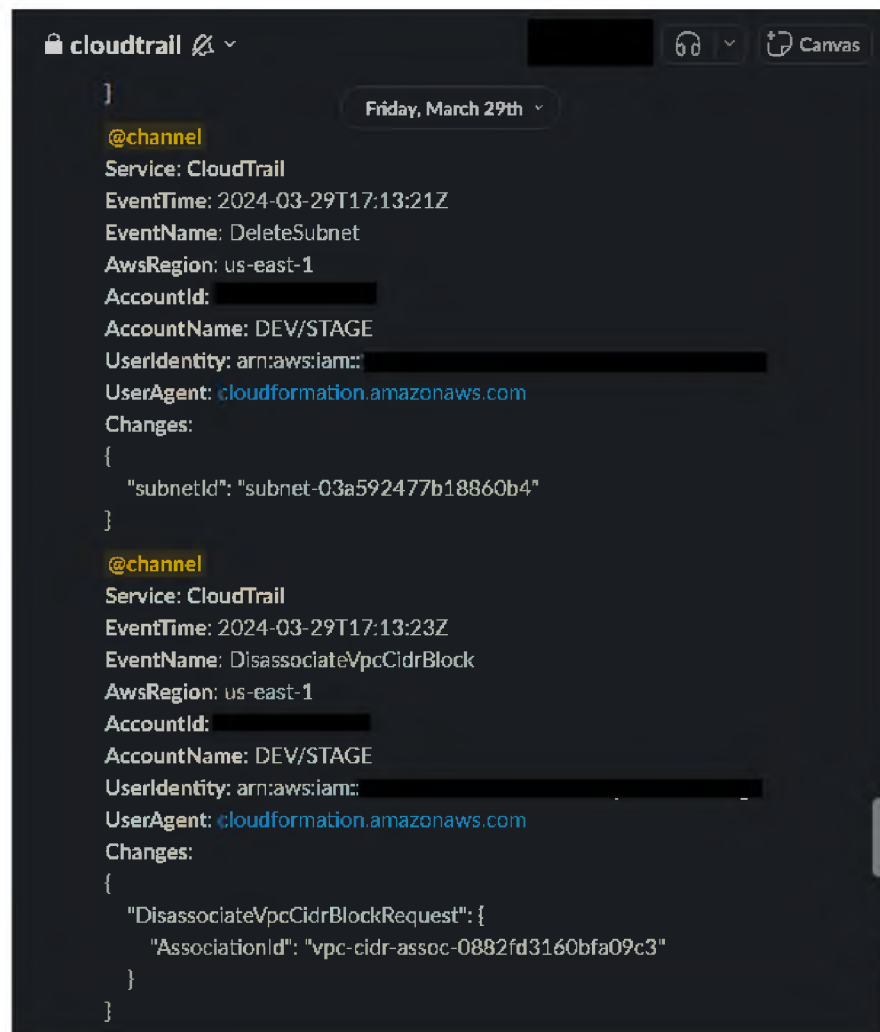 cloudtrail
Canvas
}
Friday, March 29th
@channel
Service: CloudTrail
EventTime: 2024-03-29T17:13:21Z
EventName: DeleteSubnet
AwsRegion: us-east-1
AccountId:
AccountName: DEV/STAGE
UserIdentity: arn:aws:iam::
UserAgent: cloudformation.amazonaws.com
Changes:
{
"subnetId": "subnet-03a592477b18860b4"
}
@channel
Service: CloudTrail
EventTime: 2024-03-29T17:13:23Z
EventName: DisassociateVpcCidrBlock
AwsRegion: us-east-1
AccountId:
AccountName: DEV/STAGE
UserIdentity: arn:aws:iam::
UserAgent: cloudformation.amazonaws.com
Changes:
{
"DisassociateVpcCidrBlockRequest": {
"AssociationId": "vpc-cidr-assoc-0882fd3160bfa09c3"
}
}